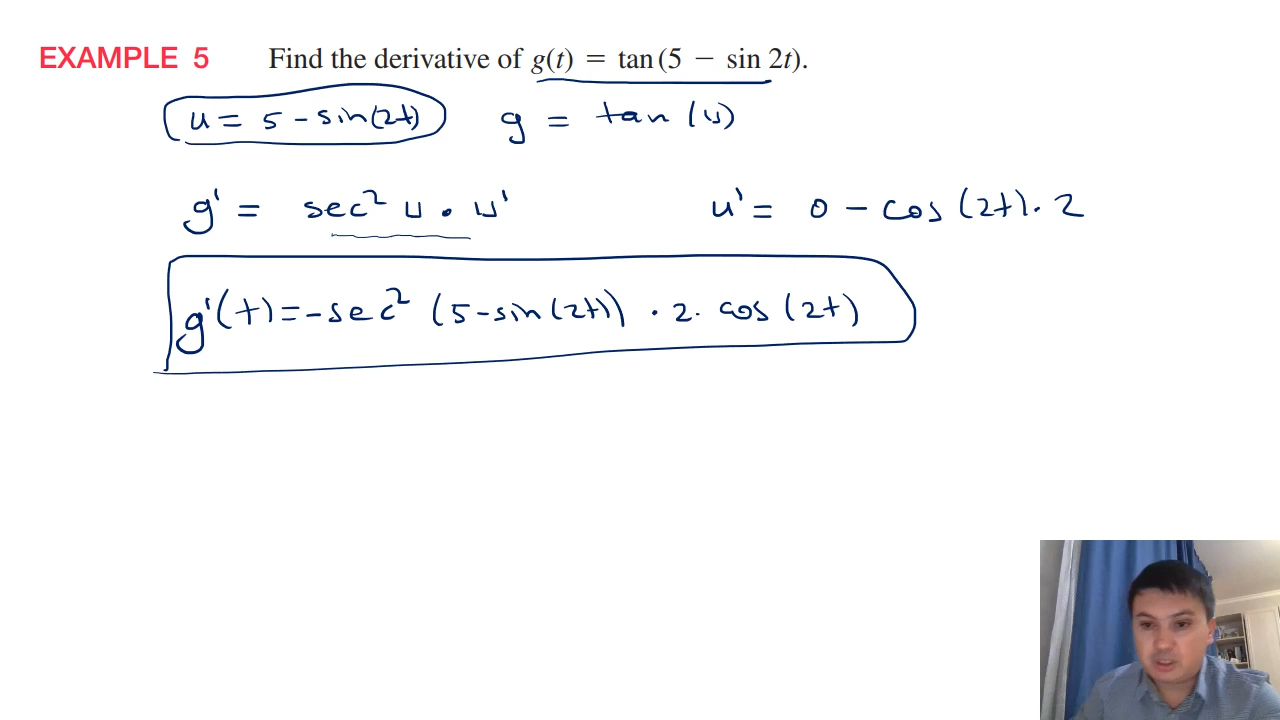 EXAMPLE 5 Find the derivative of g(t) = tan(5 − sin 2t).
u = 5 - sin(2t) g = tan (u)
g' = sec² u · u' u' = 0 - cos (2t) · 2
g'(t) = -sec² (5-sin(2t)) · 2 · cos (2t)